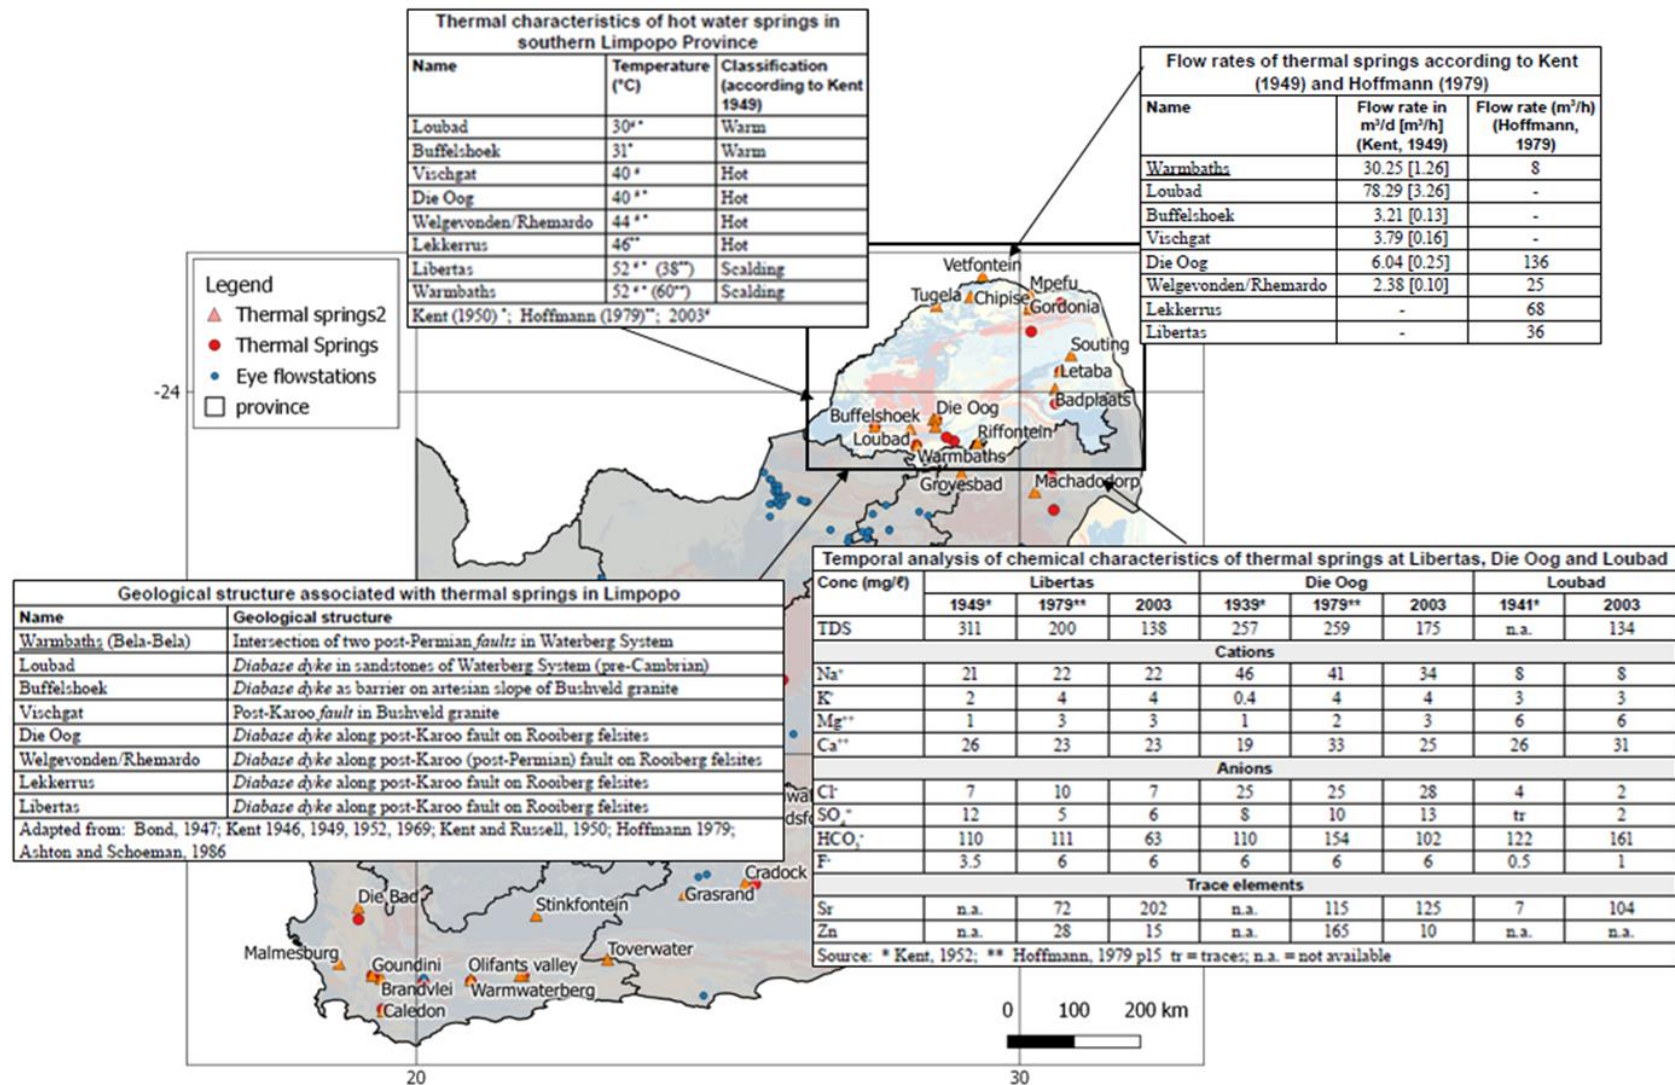 Thermal characteristics of hot water springs in
southern Limpopo Province
Name Temperature Classification
(°C) (according to Kent
1949)
Loubad 30#* Warm
Buffelshoek 31* Warm
Vischgat 40 # Hot
Die Oog 40 #* Hot
Welgevonden/Rhemardo 44 #* Hot
Lekkerrus 46** Hot
Libertas 52 #* (38**) Scalding
Warmbaths 52 #* (60**) Scalding
Kent (1950) *; Hoffmann (1979)**; 2003#
Flow rates of thermal springs according to Kent
(1949) and Hoffmann (1979)
Name Flow rate in Flow rate (m³/h)
m³/d [m³/h] (Hoffmann,
(Kent, 1949) 1979)
Warmbaths 30.25 [1.26] 8
Loubad 78.29 [3.26] -
Buffelshoek 3.21 [0.13] -
Vischgat 3.79 [0.16] -
Die Oog 6.04 [0.25] 136
Welgevonden/Rhemardo 2.38 [0.10] 25
Lekkerrus - 68
Libertas - 36
Legend
Thermal springs2
Thermal Springs
Eye flowstations
province
-24
Vetfontein
Mpefu
Tugela
Chipise
Gordonia
Souting
Letaba
Badplaats
Die Oog
Buffelshoek
Loubad
Riffontein
Warmbaths
Grovesbad
Machadodorp
Geological structure associated with thermal springs in Limpopo
Name Geological structure
Warmbaths (Bela-Bela) Intersection of two post-Permian faults in Waterberg System
Loubad Diabase dyke in sandstones of Waterberg System (pre-Cambrian)
Buffelshoek Diabase dyke as barrier on artesian slope of Bushveld granite
Vischgat Post-Karoo fault in Bushveld granite
Die Oog Diabase dyke along post-Karoo fault on Rooiberg felsites
Welgevonden/Rhemardo Diabase dyke along post-Karoo (post-Permian) fault on Rooiberg felsites
Lekkerrus Diabase dyke along post-Karoo fault on Rooiberg felsites
Libertas Diabase dyke along post-Karoo fault on Rooiberg felsites
Adapted from: Bond, 1947; Kent 1946, 1949, 1952, 1969; Kent and Russell, 1950; Hoffmann 1979;
Ashton and Schoeman, 1986
Temporal analysis of chemical characteristics of thermal springs at Libertas, Die Oog and Loubad
Conc (mg/ℓ) Libertas Die Oog Loubad
1949* 1979** 2003 1939* 1979** 2003 1941* 2003
TDS 311 200 138 257 259 175 n.a. 134
Cations
Na⁺ 21 22 22 46 41 34 8 8
K⁺ 2 4 4 0.4 4 4 3 3
Mg⁺⁺ 1 3 3 1 2 3 6 6
Ca⁺⁺ 26 23 23 19 33 25 26 31
Anions
Cl⁻ 7 10 7 25 25 28 4 2
SO₄⁼ 12 5 6 8 10 13 tr 2
HCO₃⁻ 110 111 63 110 154 102 122 161
F⁻ 3.5 6 6 6 6 6 0.5 1
Trace elements
Sr n.a. 72 202 n.a. 115 125 7 104
Zn n.a. 28 15 n.a. 165 10 n.a. n.a.
Source: * Kent, 1952; ** Hoffmann, 1979 p15 tr = traces; n.a. = not available
Cradock
Grasrand
Die Bad
Stinkfontein
Malmesburg
Toverwater
Goundini
Olifants valley
Brandvlei
Warmwaterberg
Caledon
0 100 200 km
20
30